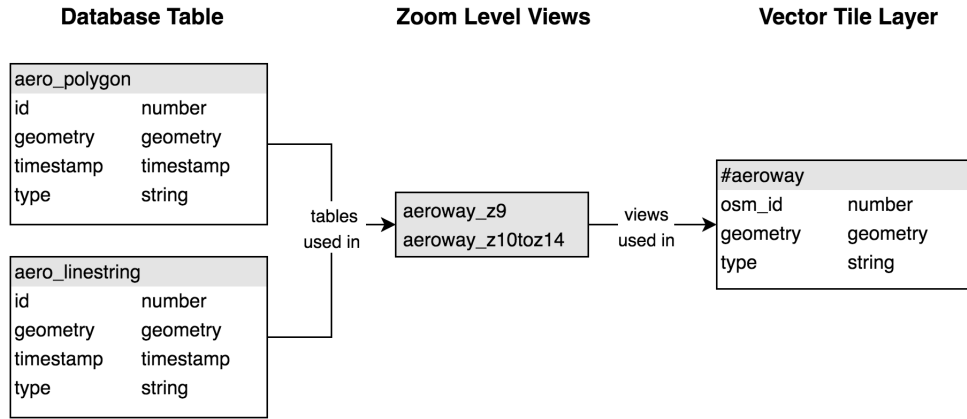 Database Table
Zoom Level Views
Vector Tile Layer
aero_polygon
id number
geometry geometry
timestamp timestamp
type string
aero_linestring
id number
geometry geometry
timestamp timestamp
type string
tables
used in
aeroway_z9
aeroway_z10toz14
views
used in
#aeroway
osm_id number
geometry geometry
type string